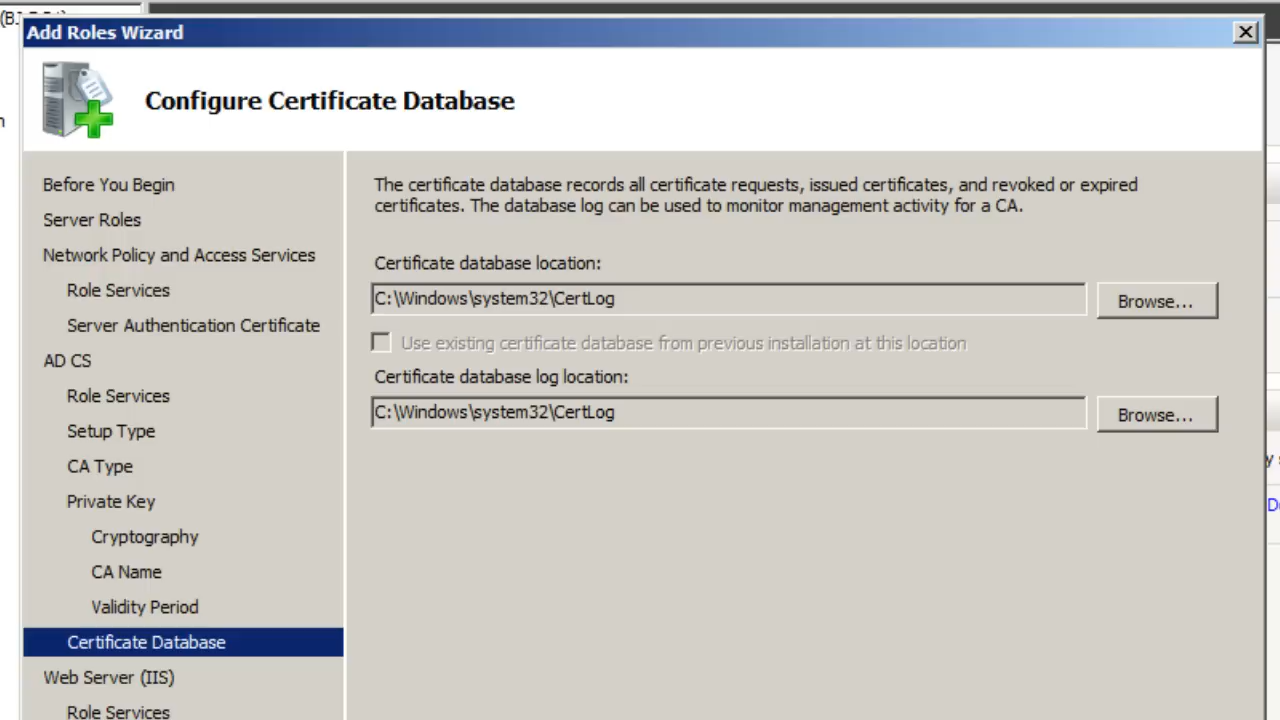 Add Roles Wizard
Configure Certificate Database
Before You Begin
Server Roles
Network Policy and Access Services
Role Services
Server Authentication Certificate
AD CS
Role Services
Setup Type
CA Type
Private Key
Cryptography
CA Name
Validity Period
Certificate Database
Web Server (IIS)
Role Services
The certificate database records all certificate requests, issued certificates, and revoked or expired
certificates. The database log can be used to monitor management activity for a CA.
Certificate database location:
C:\Windows\system32\CertLog
Browse...
Use existing certificate database from previous installation at this location
Certificate database log location:
C:\Windows\system32\CertLog
Browse...